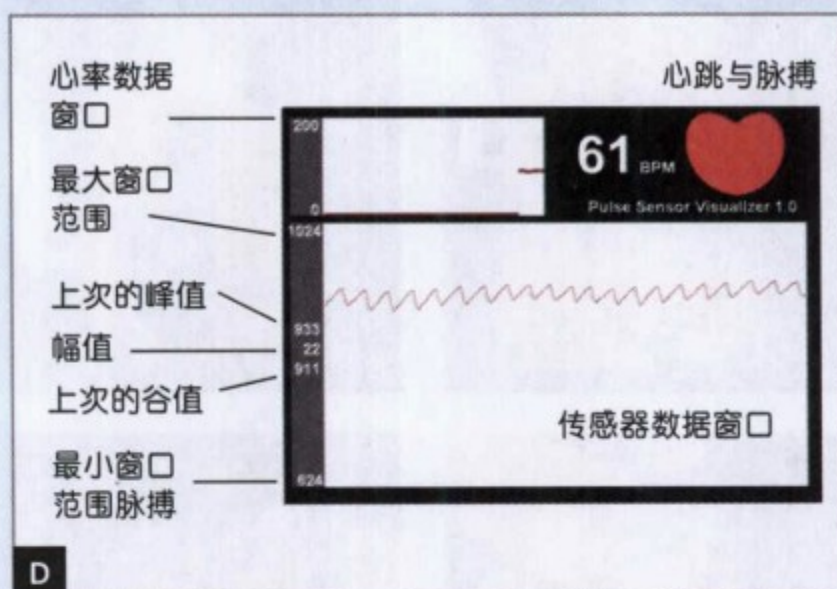 心率数据
窗口
最大窗口
范围
上次的峰值
幅值
上次的谷值
最小窗口
范围脉搏
心跳与脉搏
200
0
61 BPM
Pulse Sensor Visualizer 1.0
1024
933
22
911
624
传感器数据窗口
D